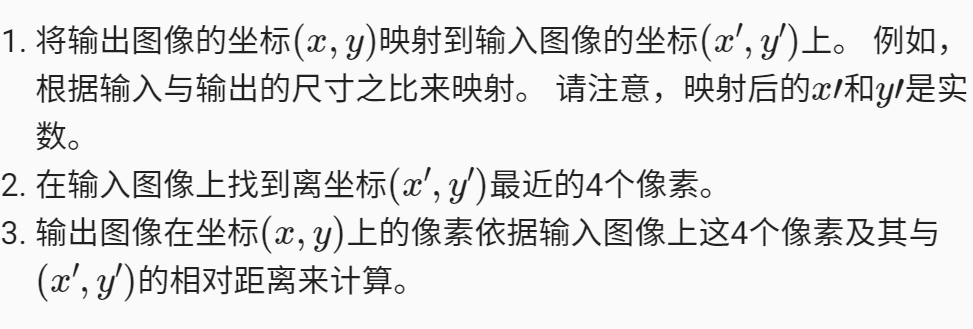 1. 将输出图像的坐标(x, y)映射到输入图像的坐标(x′, y′)上。 例如，
根据输入与输出的尺寸之比来映射。 请注意，映射后的x′和y′是实
数。
2. 在输入图像上找到离坐标(x′, y′)最近的4个像素。
3. 输出图像在坐标(x, y)上的像素依据输入图像上这4个像素及其与
(x′, y′)的相对距离来计算。